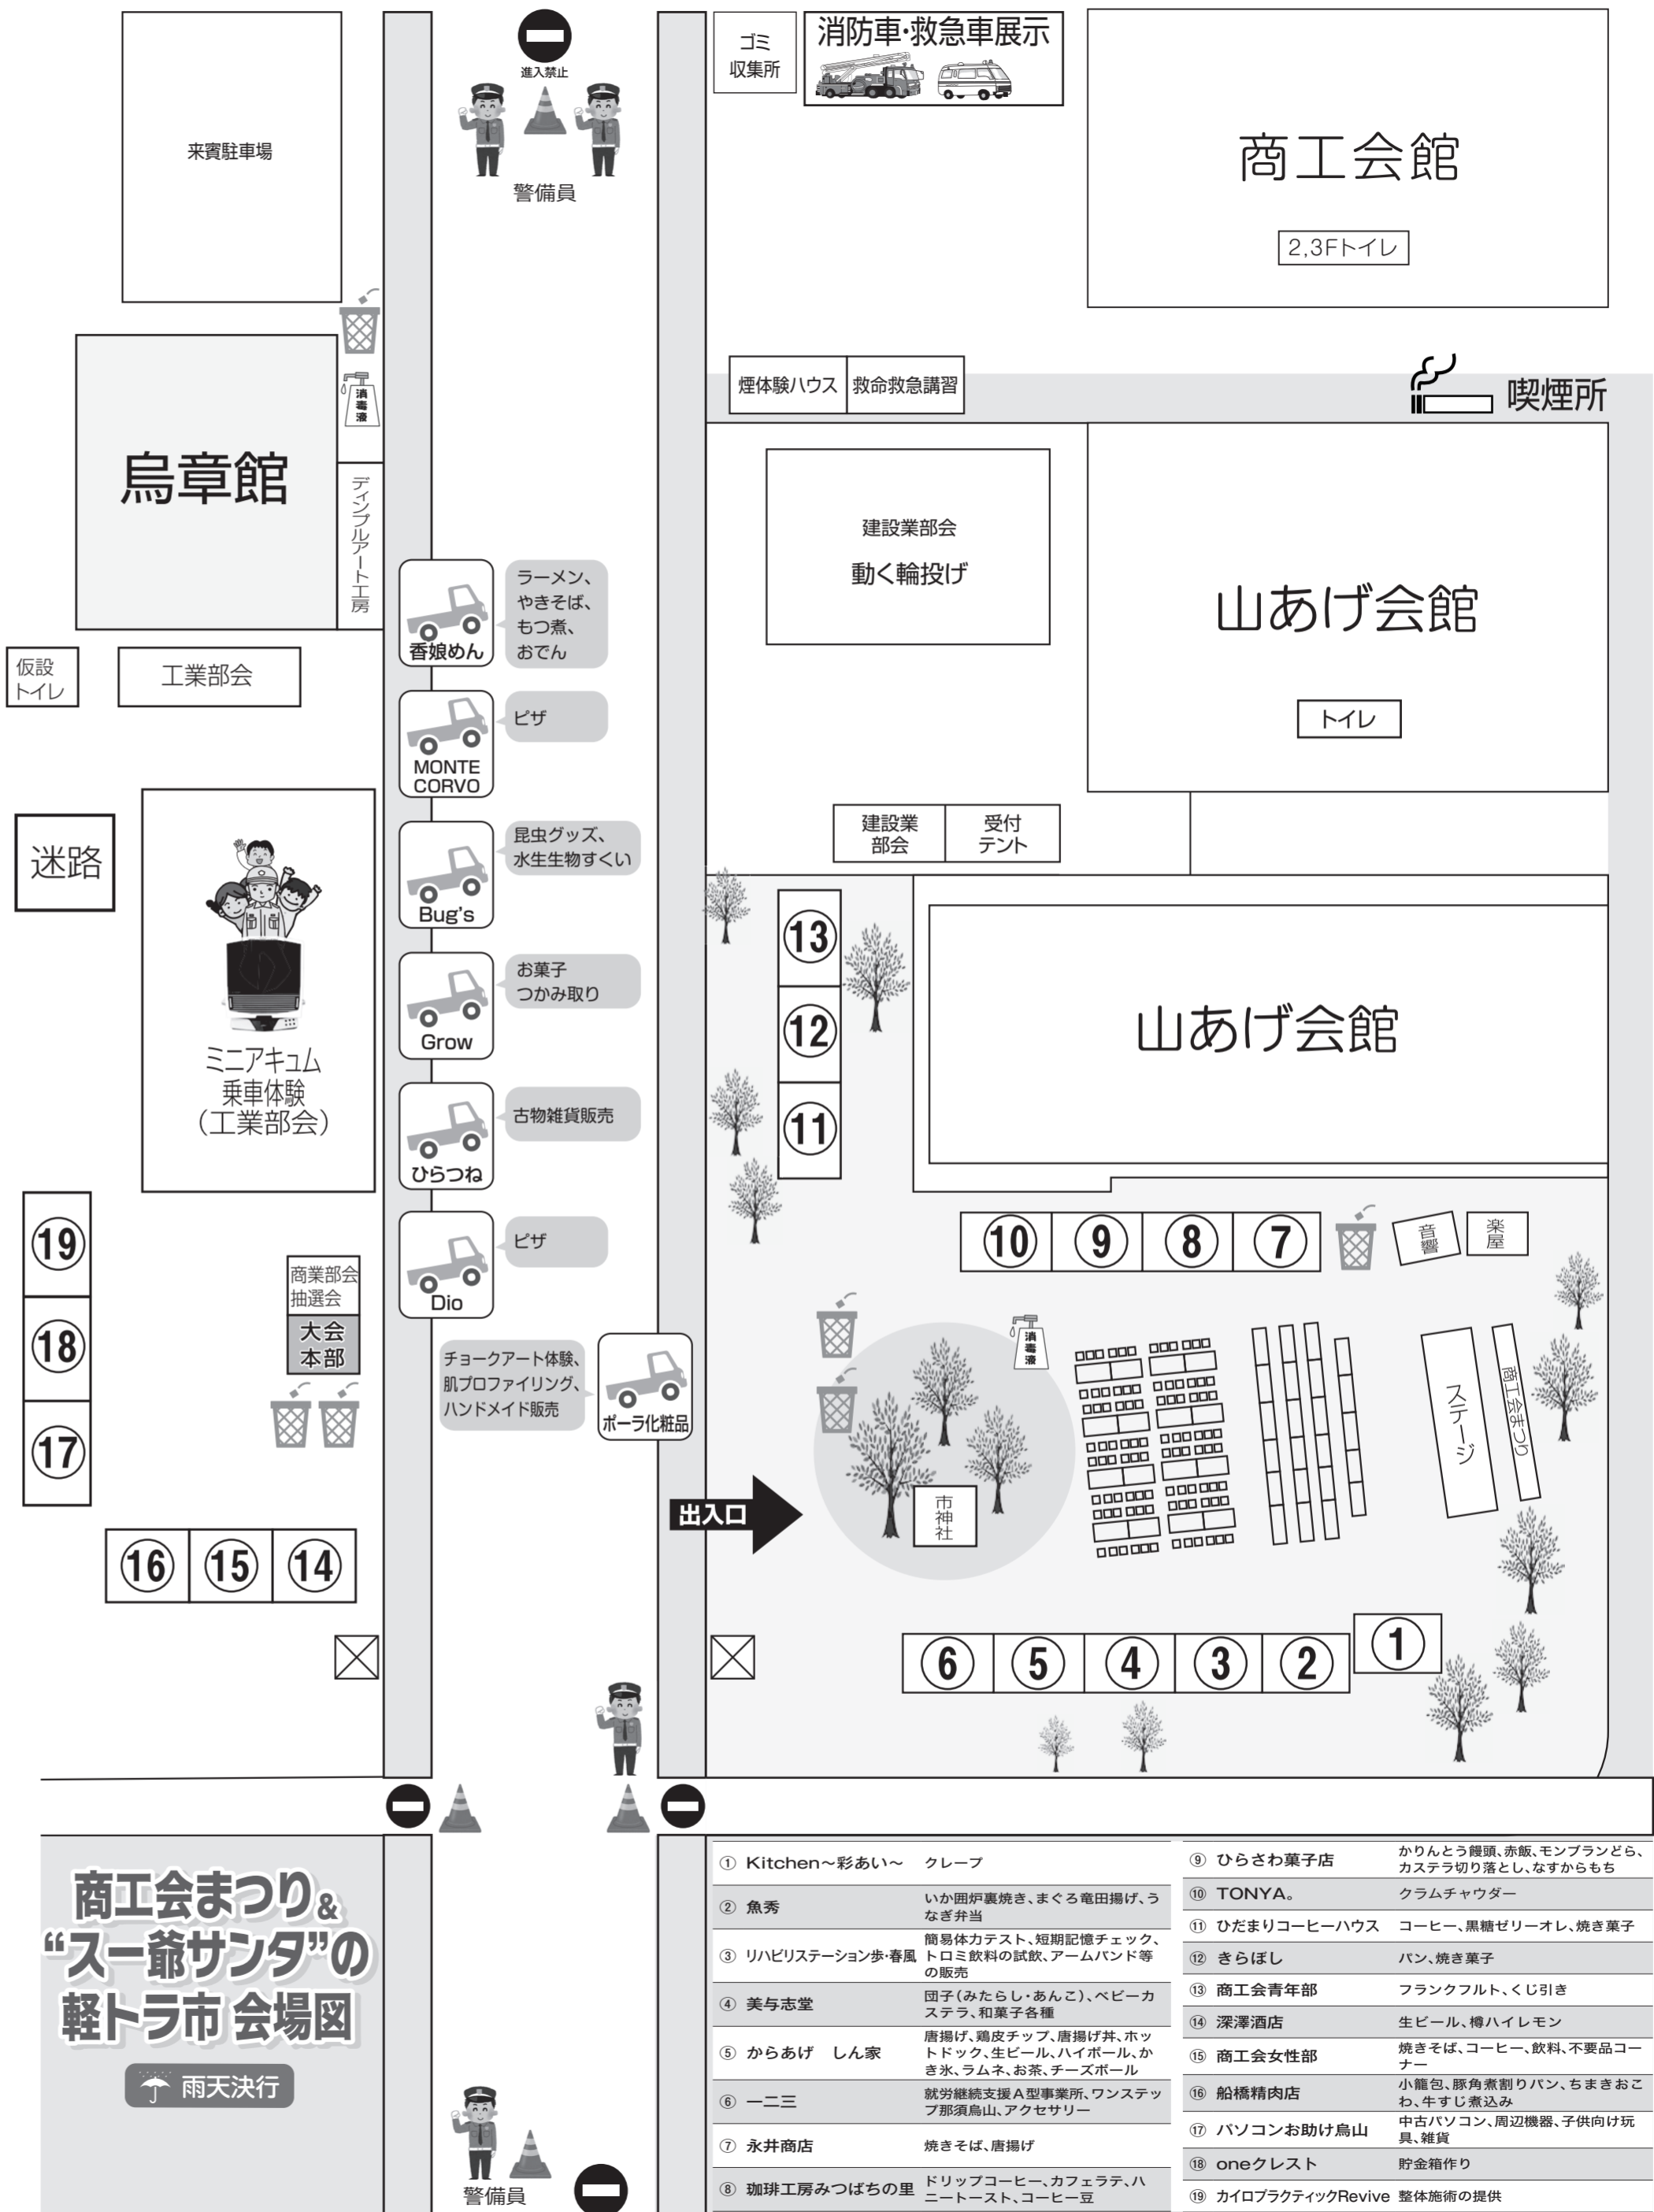 進入禁止
警備員
来賓駐車場
ゴミ
収集所
消防車・救急車展示
商工会館
2,3Fトイレ
消
毒
液
烏章館
ディンプルアート工房
煙体験ハウス
救命救急講習
喫煙所
建設業部会
動く輪投げ
山あげ会館
トイレ
仮設
トイレ
工業部会
香娘めん
ラーメン、
やきそば、
もつ煮、
おでん
MONTE
CORVO
ピザ
Bug's
昆虫グッズ、
水生生物すくい
Grow
お菓子
つかみ取り
ひらつね
古物雑貨販売
Dio
ピザ
チョークアート体験、
肌プロファイリング、
ハンドメイド販売
ポーラ化粧品
迷路
ミニアキュム
乗車体験
（工業部会）
建設業
部会
受付
テント
⑬
⑫
⑪
山あげ会館
⑩ ⑨ ⑧ ⑦
音響
楽屋
⑲
⑱
⑰
商業部会
抽選会
大会
本部
消
毒
液
ステージ
商工会まつり
出入口
市神社
⑯ ⑮ ⑭
⑥ ⑤ ④ ③ ② ①
商工会まつり&
“スー爺サンタ”の
軽トラ市 会場図
雨天決行
警備員
① Kitchen～彩あい～ クレープ
② 魚秀 いか囲炉裏焼き、まぐろ竜田揚げ、う
なぎ弁当
③ リハビリステーション歩・春風 簡易体力テスト、短期記憶チェック、
トロミ飲料の試飲、アームバンド等
の販売
④ 美与志堂 団子（みたらし・あんこ）、ベビーカ
ステラ、和菓子各種
⑤ からあげ　しん家 唐揚げ、鶏皮チップ、唐揚げ丼、ホッ
トドック、生ビール、ハイボール、か
き氷、ラムネ、お茶、チーズボール
⑥ 一二三 就労継続支援A型事業所、ワンステッ
プ那須烏山、アクセサリー
⑦ 永井商店 焼きそば、唐揚げ
⑧ 珈琲工房みつばちの里 ドリップコーヒー、カフェラテ、ハ
ニートースト、コーヒー豆
⑨ ひらさわ菓子店 かりんとう饅頭、赤飯、モンブランどら、
カステラ切り落とし、なすからもち
⑩ TONYA。 クラムチャウダー
⑪ ひだまりコーヒーハウス コーヒー、黒糖ゼリーオレ、焼き菓子
⑫ きらぼし パン、焼き菓子
⑬ 商工会青年部 フランクフルト、くじ引き
⑭ 深澤酒店 生ビール、樽ハイレモン
⑮ 商工会女性部 焼きそば、コーヒー、飲料、不要品コー
ナー
⑯ 船橋精肉店 小籠包、豚角煮割りパン、ちまきおこ
わ、牛すじ煮込み
⑰ パソコンお助け烏山 中古パソコン、周辺機器、子供向け玩
具、雑貨
⑱ oneクレスト 貯金箱作り
⑲ カイロプラクティックRevive 整体施術の提供